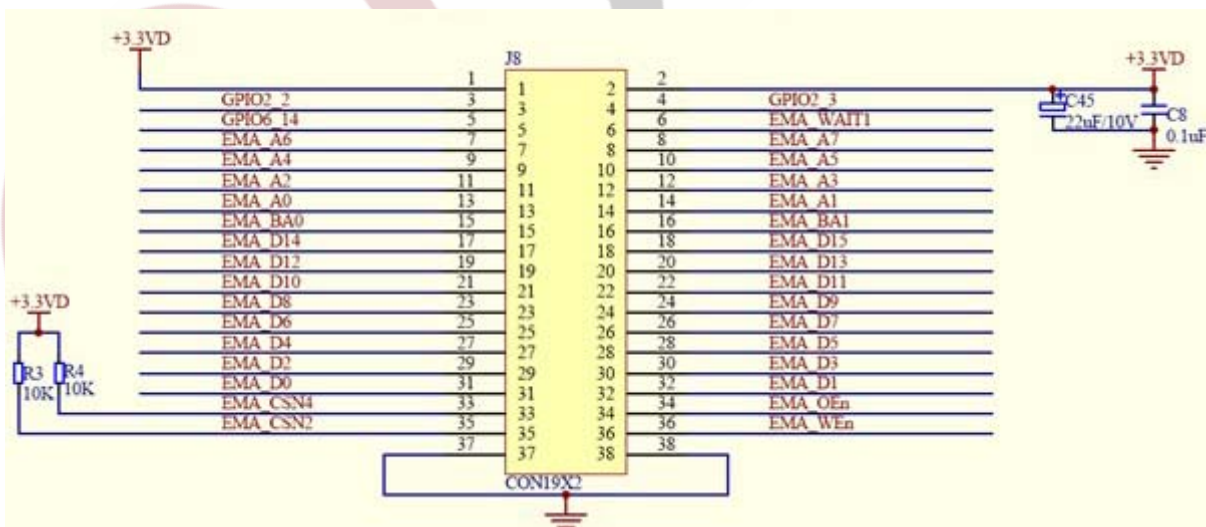 +3.3VD
+3.3VD
J8
1 2
1 2
GPIO2_2 3 4 GPIO2_3 C45
3 4
C8
GPIO6_14 5 6 EMA_WAIT1 22uF/10V
5 6
0.1uF
EMA_A6 7 8 EMA_A7
7 8
EMA_A4 9 10 EMA_A5
9 10
EMA_A2 11 12 EMA_A3
11 12
EMA_A0 13 14 EMA_A1
13 14
EMA_BA0 15 16 EMA_BA1
15 16
EMA_D14 17 18 EMA_D15
17 18
EMA_D12 19 20 EMA_D13
19 20
EMA_D10 21 22 EMA_D11
21 22
+3.3VD
EMA_D8 23 24 EMA_D9
23 24
EMA_D6 25 26 EMA_D7
25 26
EMA_D4 27 28 EMA_D5
27 28
EMA_D2 29 30 EMA_D3
R3 R4
29 30
10K 10K
EMA_D0 31 32 EMA_D1
31 32
EMA_CSN4 33 34 EMA_OEn
33 34
EMA_CSN2 35 36 EMA_WEn
35 36
37 38
37 38
CON19X2